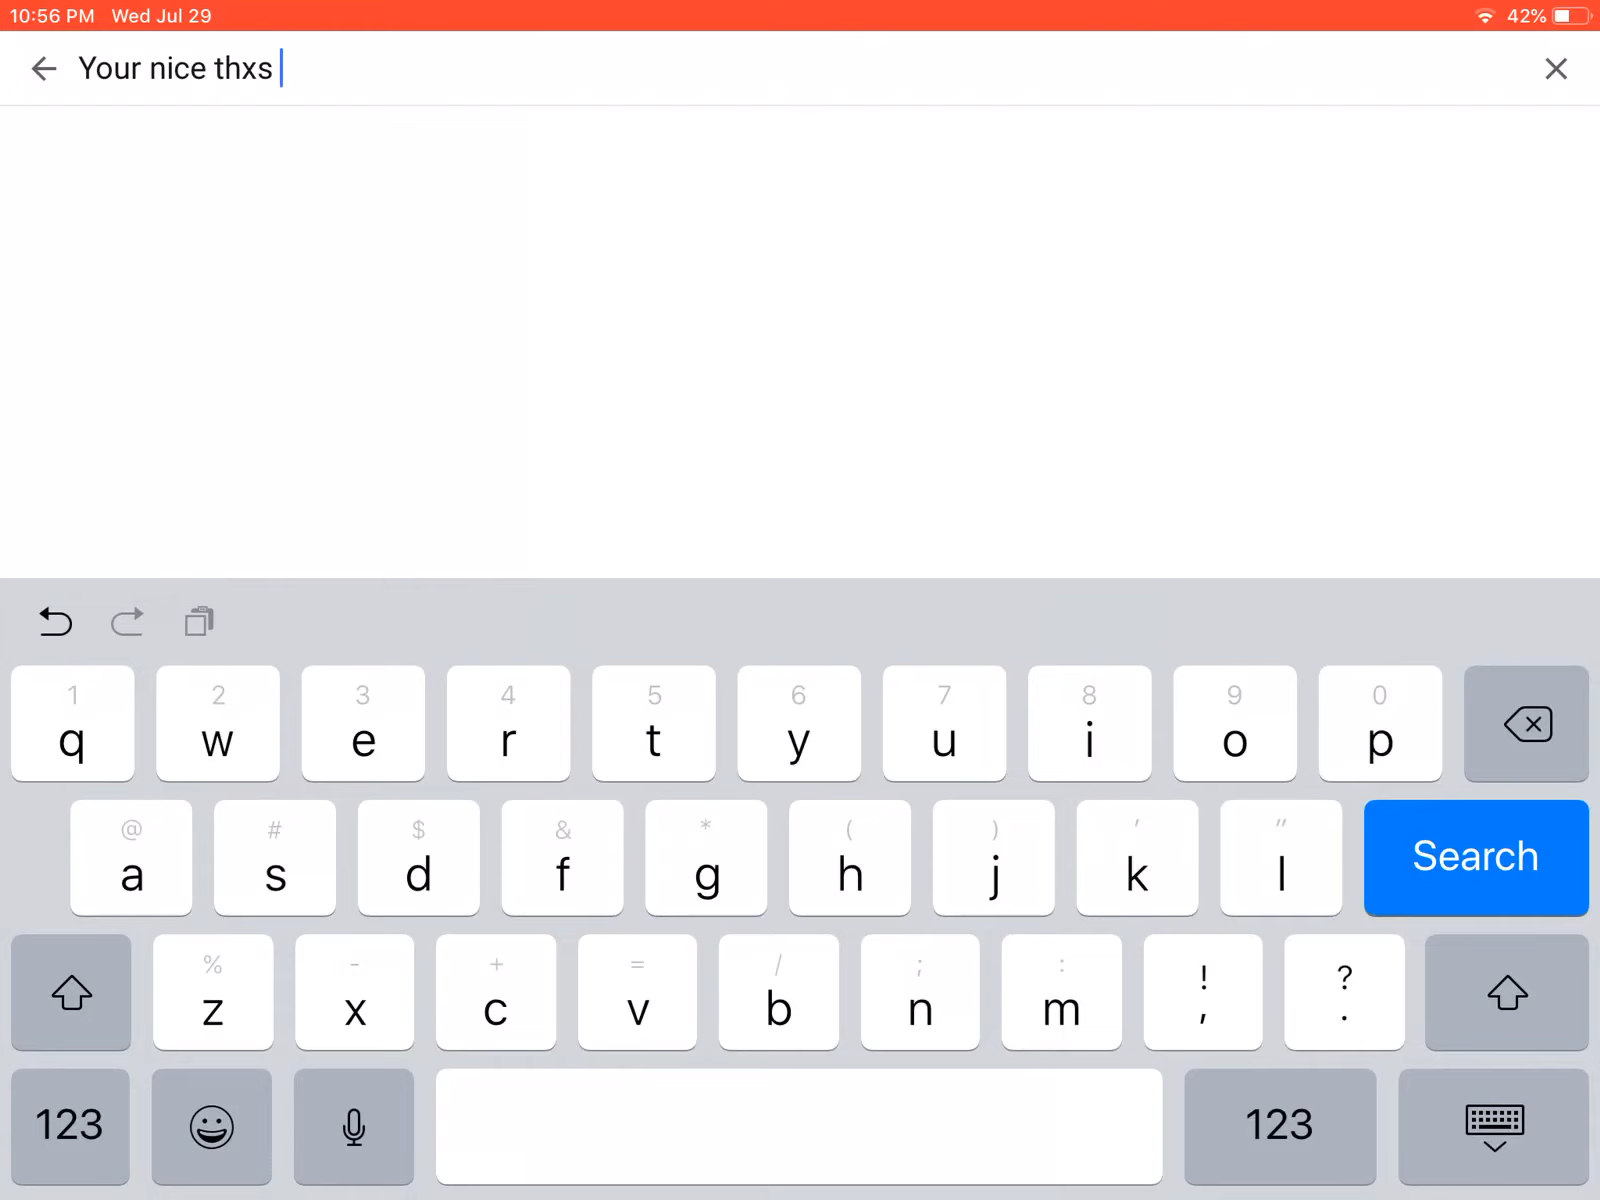 10:56 PM Wed Jul 29 42%
Your nice thxs
1 2 3 4 5 6 7 8 9 0
q w e r t y u i o p
@ # $ & * ( ) ' "
a s d f g h j k l Search
% - + = / ; : ! ?
z x c v b n m , .
123 123